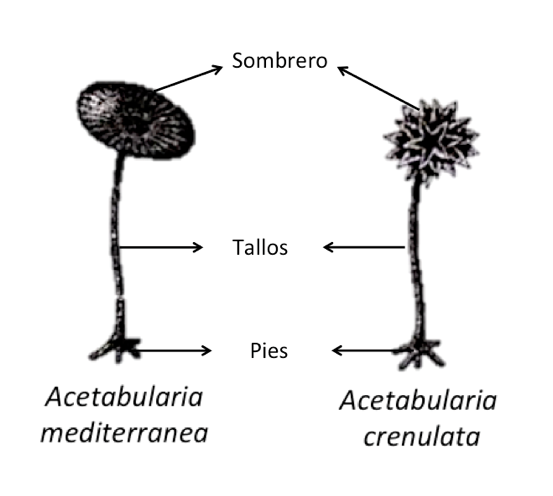 Sombrero
Tallos
Pies
Acetabularia
mediterranea
Acetabularia
crenulata